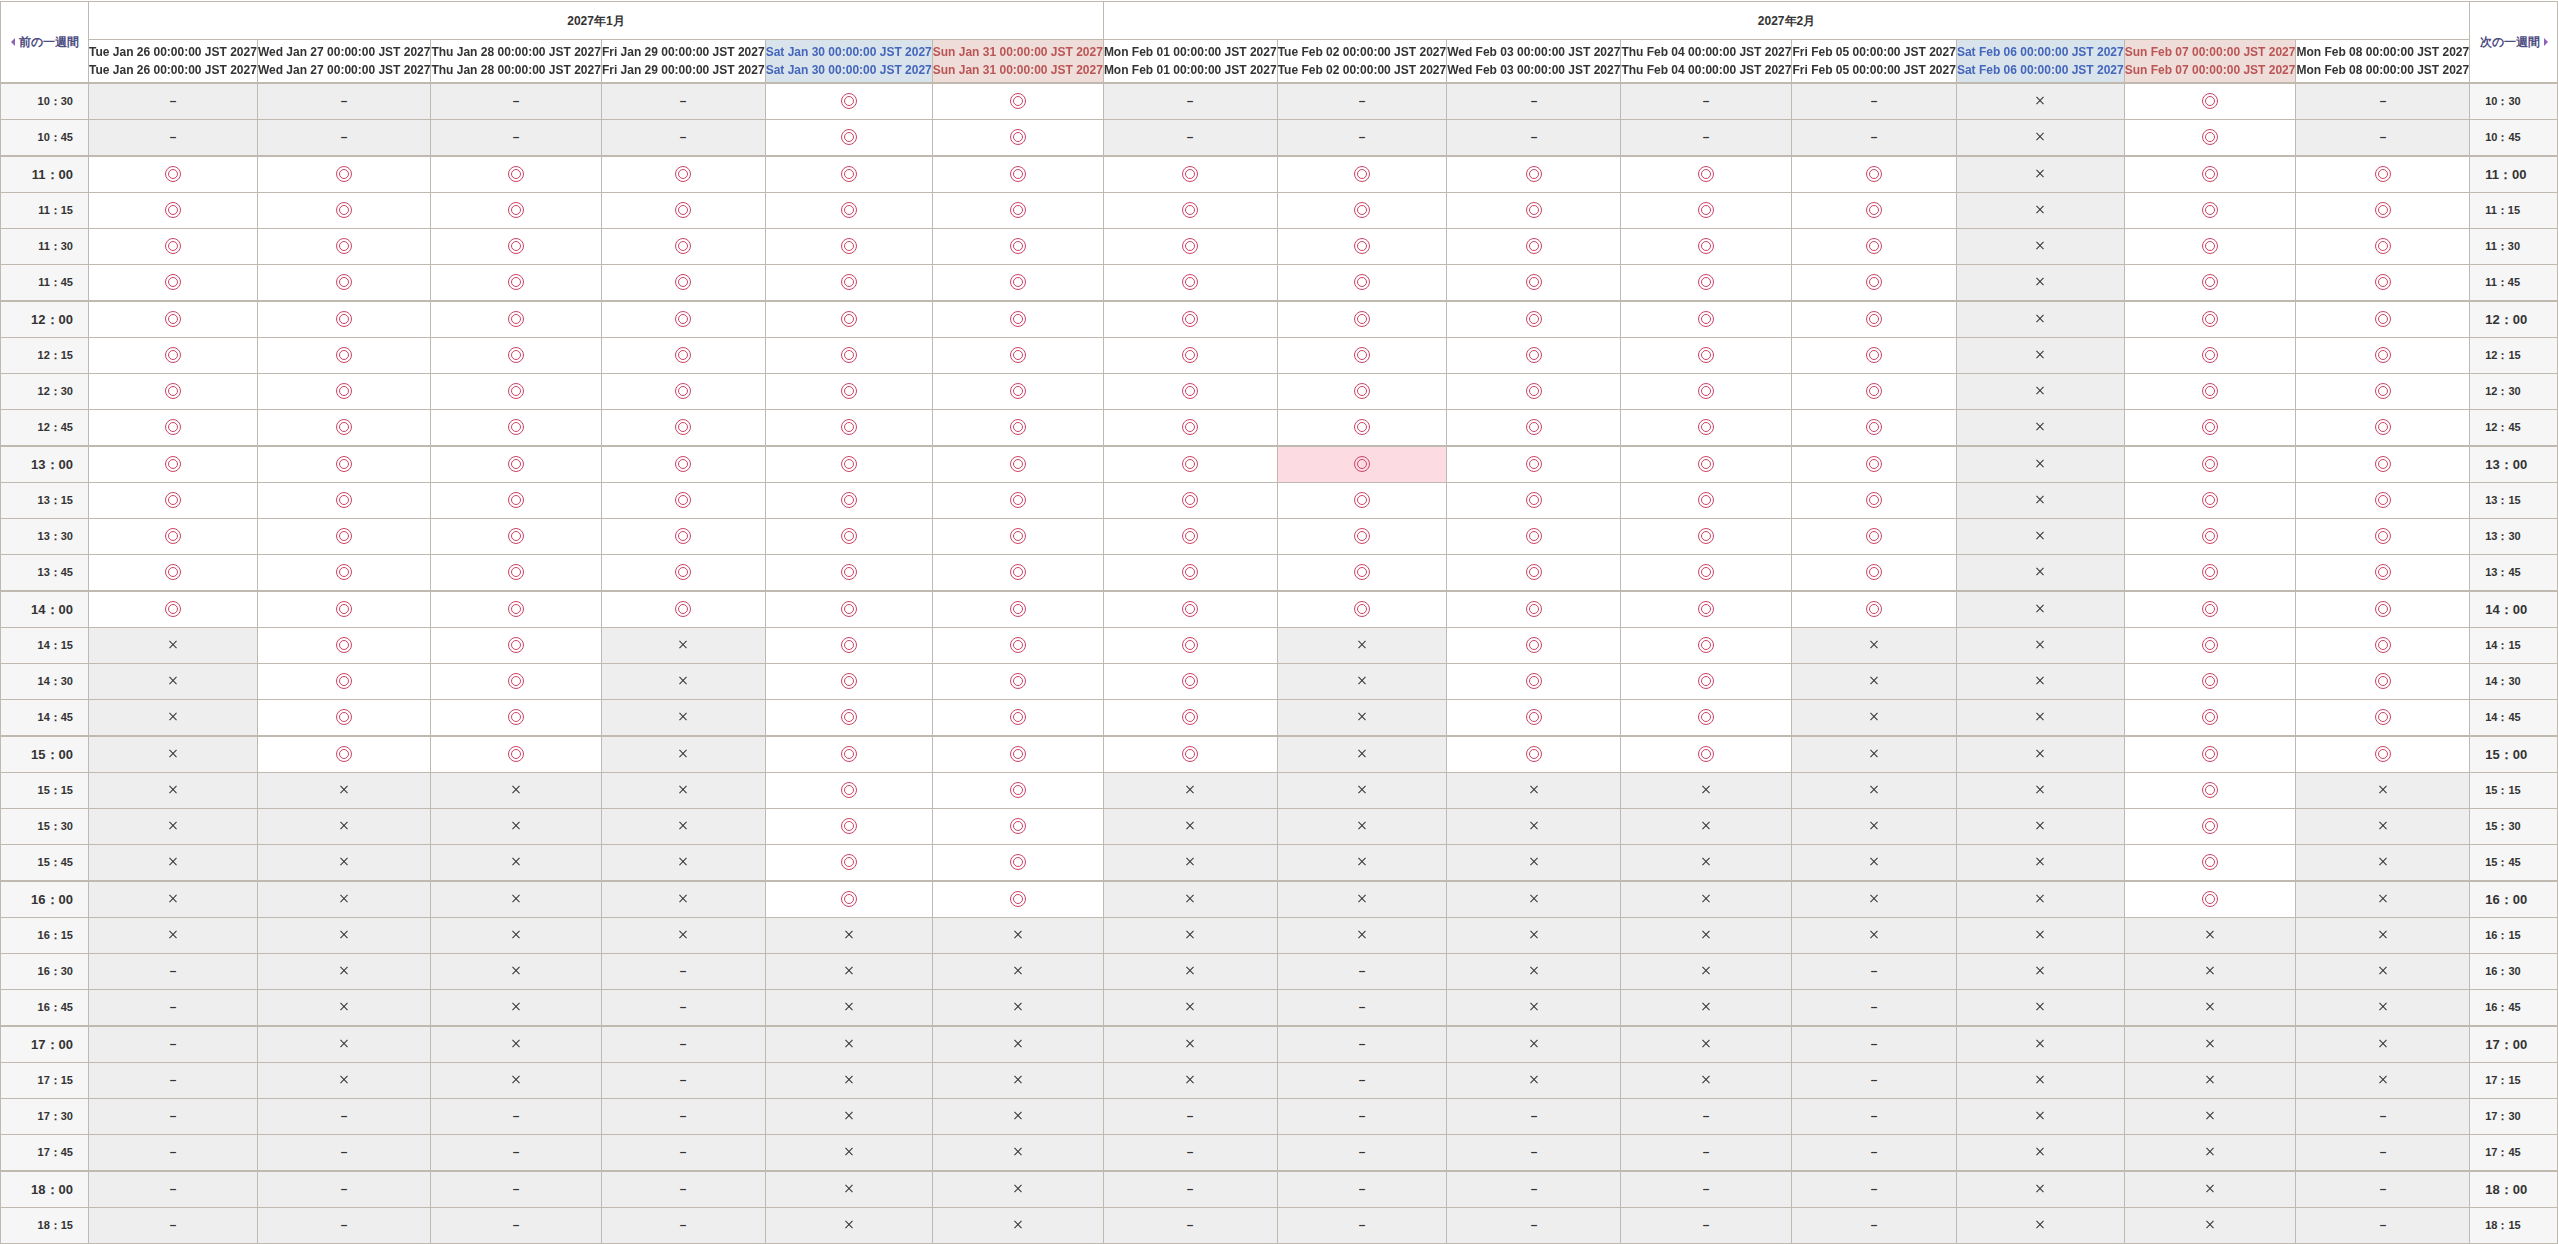 2027年1月 2027年2月
前の一週間 次の一週間
Tue Jan 26 00:00:00 JST 2027 Wed Jan 27 00:00:00 JST 2027 Thu Jan 28 00:00:00 JST 2027 Fri Jan 29 00:00:00 JST 2027 Sat Jan 30 00:00:00 JST 2027 Sun Jan 31 00:00:00 JST 2027 Mon Feb 01 00:00:00 JST 2027 Tue Feb 02 00:00:00 JST 2027 Wed Feb 03 00:00:00 JST 2027 Thu Feb 04 00:00:00 JST 2027 Fri Feb 05 00:00:00 JST 2027 Sat Feb 06 00:00:00 JST 2027 Sun Feb 07 00:00:00 JST 2027 Mon Feb 08 00:00:00 JST 2027
Tue Jan 26 00:00:00 JST 2027 Wed Jan 27 00:00:00 JST 2027 Thu Jan 28 00:00:00 JST 2027 Fri Jan 29 00:00:00 JST 2027 Sat Jan 30 00:00:00 JST 2027 Sun Jan 31 00:00:00 JST 2027 Mon Feb 01 00:00:00 JST 2027 Tue Feb 02 00:00:00 JST 2027 Wed Feb 03 00:00:00 JST 2027 Thu Feb 04 00:00:00 JST 2027 Fri Feb 05 00:00:00 JST 2027 Sat Feb 06 00:00:00 JST 2027 Sun Feb 07 00:00:00 JST 2027 Mon Feb 08 00:00:00 JST 2027
10：30 – – – – ◎ ◎ – – – – – × ◎ – 10：30
10：45 – – – – ◎ ◎ – – – – – × ◎ – 10：45
11：00 ◎ ◎ ◎ ◎ ◎ ◎ ◎ ◎ ◎ ◎ ◎ × ◎ ◎ 11：00
11：15 ◎ ◎ ◎ ◎ ◎ ◎ ◎ ◎ ◎ ◎ ◎ × ◎ ◎ 11：15
11：30 ◎ ◎ ◎ ◎ ◎ ◎ ◎ ◎ ◎ ◎ ◎ × ◎ ◎ 11：30
11：45 ◎ ◎ ◎ ◎ ◎ ◎ ◎ ◎ ◎ ◎ ◎ × ◎ ◎ 11：45
12：00 ◎ ◎ ◎ ◎ ◎ ◎ ◎ ◎ ◎ ◎ ◎ × ◎ ◎ 12：00
12：15 ◎ ◎ ◎ ◎ ◎ ◎ ◎ ◎ ◎ ◎ ◎ × ◎ ◎ 12：15
12：30 ◎ ◎ ◎ ◎ ◎ ◎ ◎ ◎ ◎ ◎ ◎ × ◎ ◎ 12：30
12：45 ◎ ◎ ◎ ◎ ◎ ◎ ◎ ◎ ◎ ◎ ◎ × ◎ ◎ 12：45
13：00 ◎ ◎ ◎ ◎ ◎ ◎ ◎ ◎ ◎ ◎ ◎ × ◎ ◎ 13：00
13：15 ◎ ◎ ◎ ◎ ◎ ◎ ◎ ◎ ◎ ◎ ◎ × ◎ ◎ 13：15
13：30 ◎ ◎ ◎ ◎ ◎ ◎ ◎ ◎ ◎ ◎ ◎ × ◎ ◎ 13：30
13：45 ◎ ◎ ◎ ◎ ◎ ◎ ◎ ◎ ◎ ◎ ◎ × ◎ ◎ 13：45
14：00 ◎ ◎ ◎ ◎ ◎ ◎ ◎ ◎ ◎ ◎ ◎ × ◎ ◎ 14：00
14：15 × ◎ ◎ × ◎ ◎ ◎ × ◎ ◎ × × ◎ ◎ 14：15
14：30 × ◎ ◎ × ◎ ◎ ◎ × ◎ ◎ × × ◎ ◎ 14：30
14：45 × ◎ ◎ × ◎ ◎ ◎ × ◎ ◎ × × ◎ ◎ 14：45
15：00 × ◎ ◎ × ◎ ◎ ◎ × ◎ ◎ × × ◎ ◎ 15：00
15：15 × × × × ◎ ◎ × × × × × × ◎ × 15：15
15：30 × × × × ◎ ◎ × × × × × × ◎ × 15：30
15：45 × × × × ◎ ◎ × × × × × × ◎ × 15：45
16：00 × × × × ◎ ◎ × × × × × × ◎ × 16：00
16：15 × × × × × × × × × × × × × × 16：15
16：30 – × × – × × × – × × – × × × 16：30
16：45 – × × – × × × – × × – × × × 16：45
17：00 – × × – × × × – × × – × × × 17：00
17：15 – × × – × × × – × × – × × × 17：15
17：30 – – – – × × – – – – – × × – 17：30
17：45 – – – – × × – – – – – × × – 17：45
18：00 – – – – × × – – – – – × × – 18：00
18：15 – – – – × × – – – – – × × – 18：15